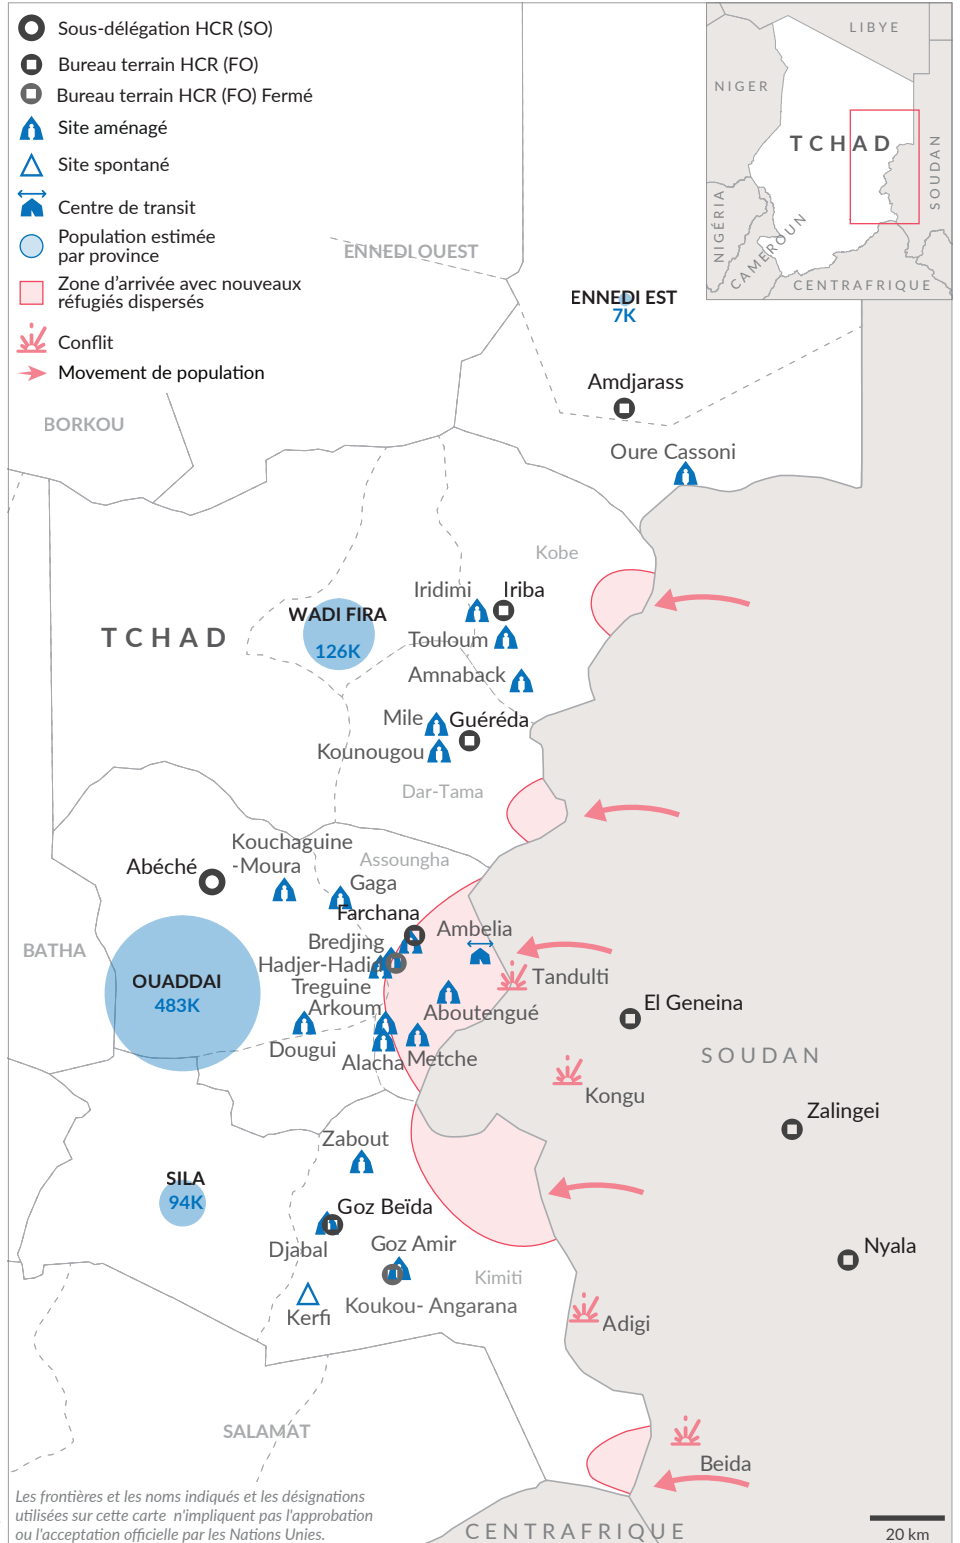 Sous-délégation HCR (SO)
Bureau terrain HCR (FO)
Bureau terrain HCR (FO) Fermé
Site aménagé
Site spontané
Centre de transit
Population estimée
par province
Zone d'arrivée avec nouveaux
réfugiés dispersés
Conflit
Movement de population
LIBYE
NIGER
TCHAD
SOUDAN
NIGÉRIA
CAMEROUN
CENTRAFRIQUE
ENNEDI OUEST
ENNEDI EST
7K
Amdjarass
BORKOU
Oure Cassoni
Kobe
Iridimi
Iriba
WADI FIRA
126K
TCHAD
Touloum
Amnaback
Mile
Guéréda
Kounougou
Dar-Tama
Kouchaguine
-Moura
Assoungha
Abéché
Gaga
Farchana
Ambelia
Bredjing
BATHA
Hadjer-Hadid
Tandulti
OUADDAI
483K
Treguine
Arkoum
Aboutengué
El Geneina
Dougui
Alacha
Metche
SOUDAN
Kongu
Zalingei
Zabout
SILA
94K
Goz Beïda
Djabal
Goz Amir
Nyala
Kimiti
Koukou- Angarana
Kerfi
Adigi
SALAMAT
Beida
Les frontières et les noms indiqués et les désignations
utilisées sur cette carte n'impliquent pas l'approbation
ou l'acceptation officielle par les Nations Unies.
CENTRAFRIQUE
20 km